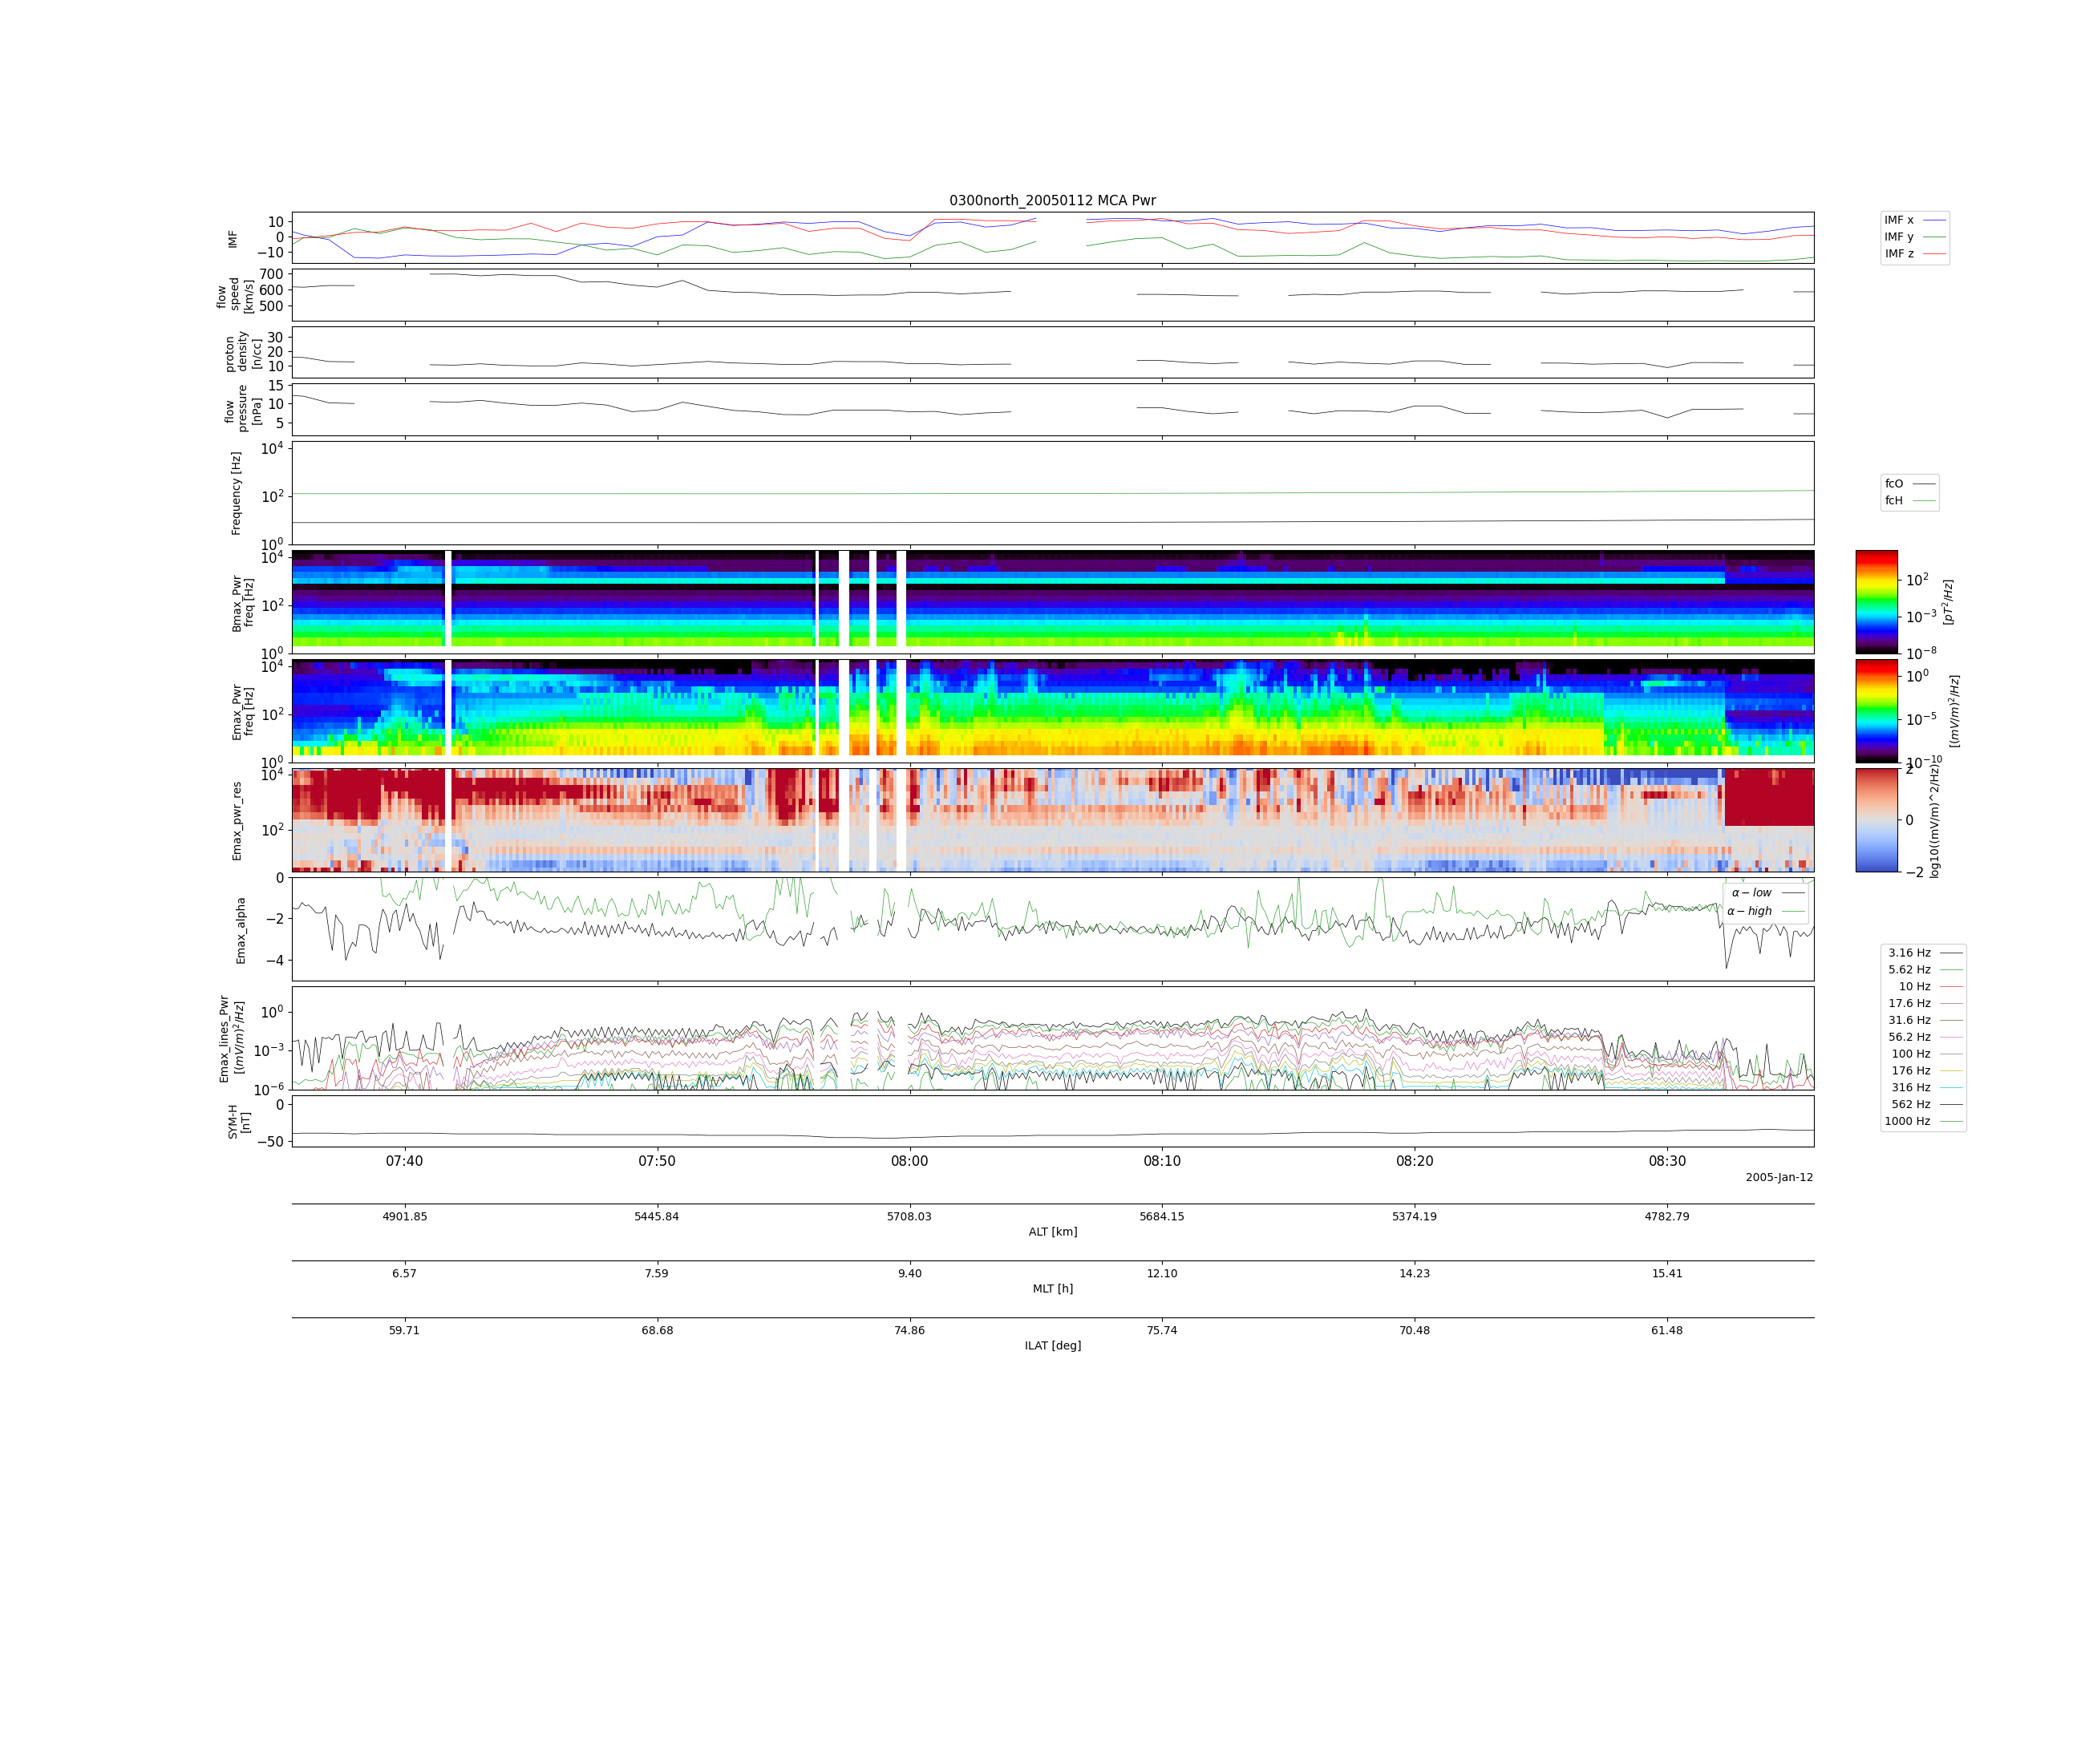 0300north_20050112 MCA Pwr
IMF
10
0
−10
IMF x
IMF y
IMF z
flow
speed
[km/s]
700
600
500
proton
density
[n/cc]
30
20
10
flow
pressure
[nPa]
15
10
5
Frequency [Hz]
10^4
10^2
10^0
fcO
fcH
Bmax_Pwr
freq [Hz]
10^4
10^2
10^0
10^2
10^-3
10^-8
[pT^2/Hz]
Emax_Pwr
freq [Hz]
10^4
10^2
10^0
10^0
10^-5
10^-10
[(mV/m)^2/Hz]
Emax_pwr_res
10^4
10^2
2
0
−2
log10((mV/m)^2/Hz)
Emax_alpha
0
−2
−4
α − low
α − high
Emax_lines_Pwr
[(mV/m)^2/Hz]
10^0
10^-3
10^-6
3.16 Hz
5.62 Hz
10 Hz
17.6 Hz
31.6 Hz
56.2 Hz
100 Hz
176 Hz
316 Hz
562 Hz
1000 Hz
SYM-H
[nT]
0
−50
07:40 07:50 08:00 08:10 08:20 08:30
2005-Jan-12
4901.85 5445.84 5708.03 5684.15 5374.19 4782.79
ALT [km]
6.57 7.59 9.40 12.10 14.23 15.41
MLT [h]
59.71 68.68 74.86 75.74 70.48 61.48
ILAT [deg]